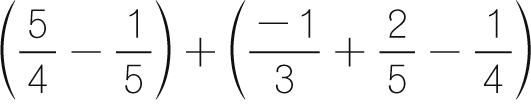 (5/4 − 1/5) + (−1/3 + 2/5 − 1/4)